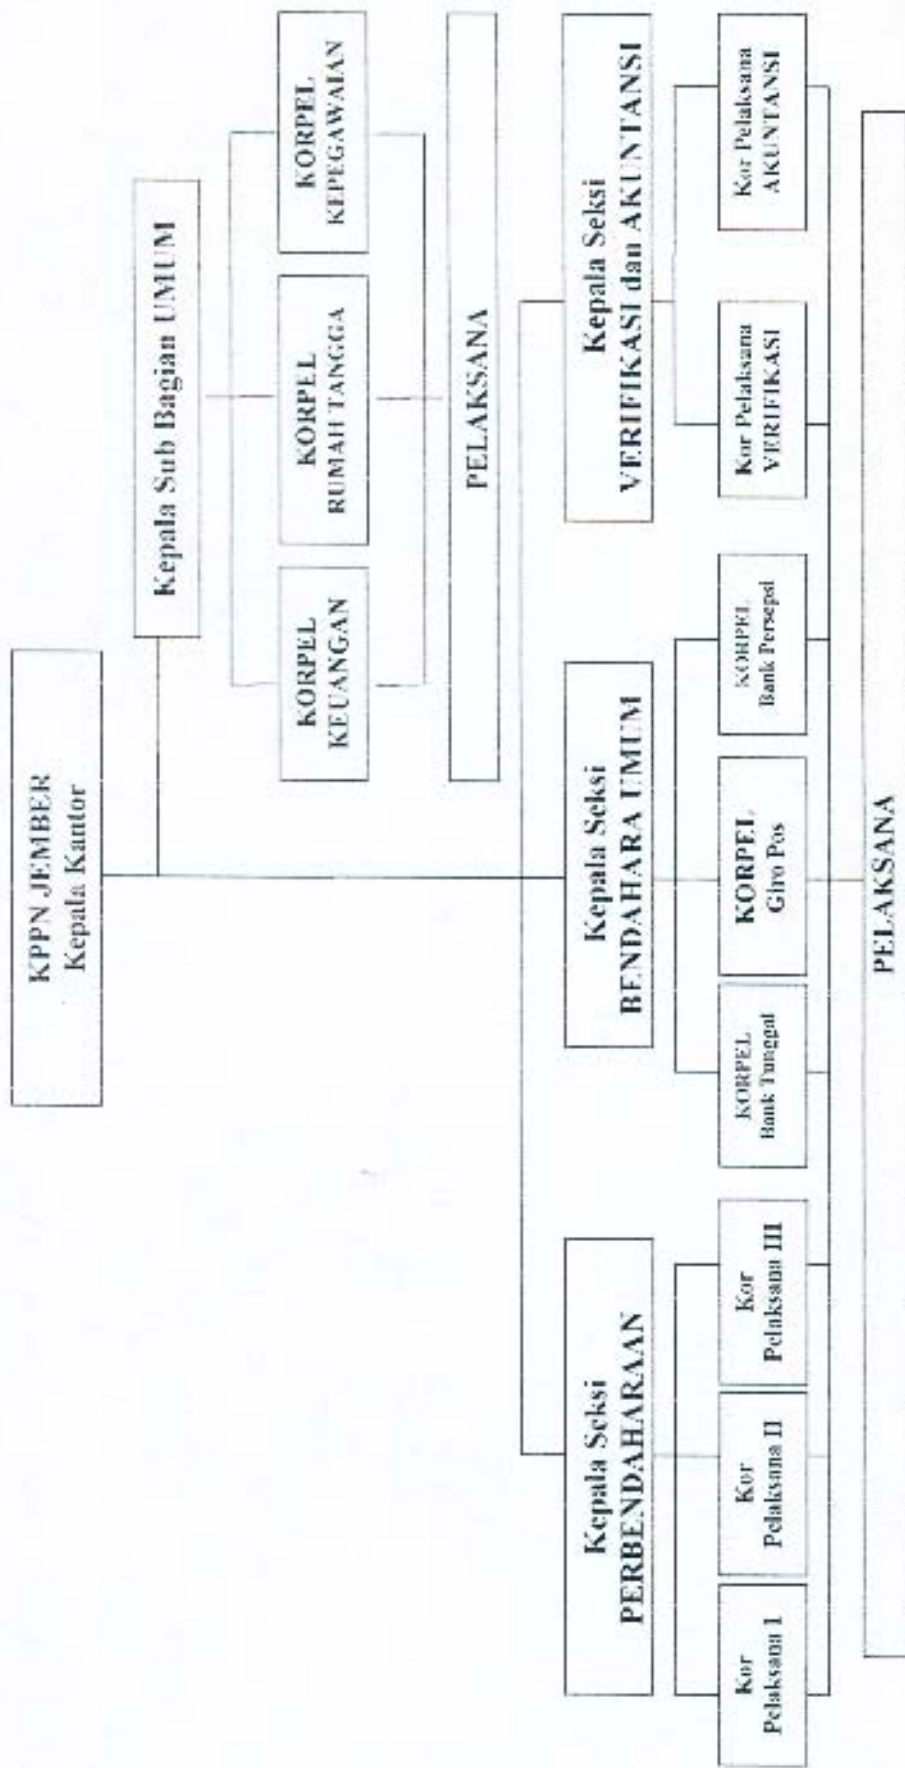 KPPN JEMBER
Kepala Kantor
Kepala Sub Bagian UMUM
KORPEL
KEUANGAN
KORPEL
RUMAH TANGGA
KORPEL
KEPEGAWAIAN
PELAKSANA
Kepala Seksi
PERBENDAHARAAN
Kepala Seksi
BENDAHARA UMUM
Kepala Seksi
VERIFIKASI dan AKUNTANSI
Kor
Pelaksana I
Kor
Pelaksana II
Kor
Pelaksana III
KORPEL
Bank Tunggal
KORPEL
Giro Pos
KORPEL
Bank Persepsi
Kor Pelaksana
VERIFIKASI
Kor Pelaksana
AKUNTANSI
PELAKSANA